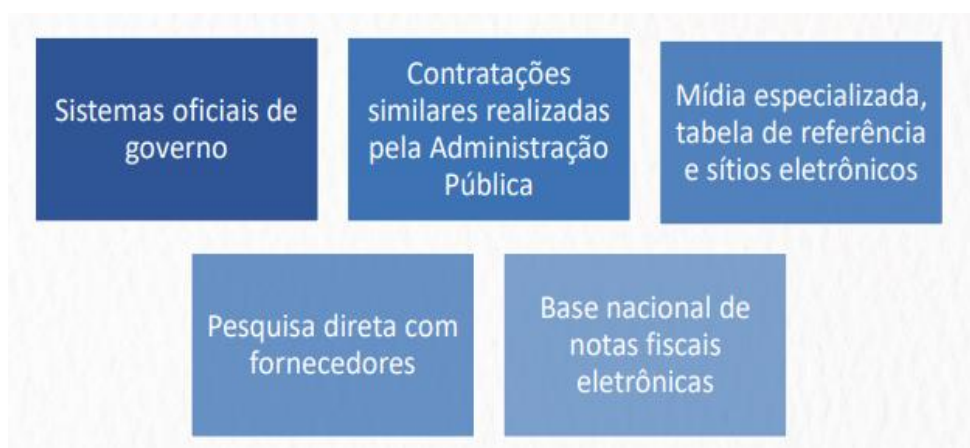 Sistemas oficiais de
governo
Contratações
similares realizadas
pela Administração
Pública
Mídia especializada,
tabela de referência
e sítios eletrônicos
Pesquisa direta com
fornecedores
Base nacional de
notas fiscais
eletrônicas